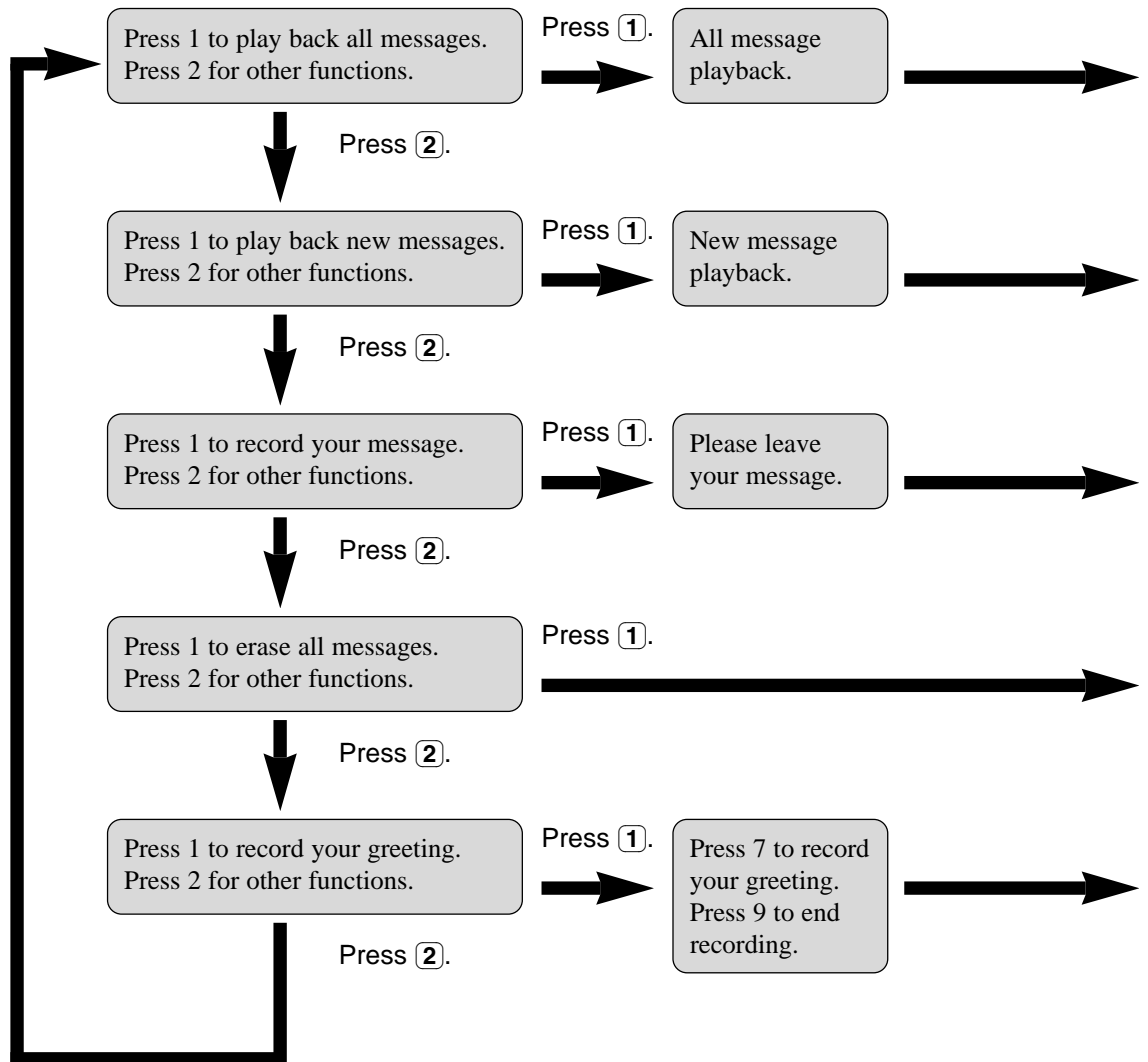 Press 1 to play back all messages.
Press 2 for other functions.
Press 1.
All message
playback.
Press 2.
Press 1 to play back new messages.
Press 2 for other functions.
Press 1.
New message
playback.
Press 2.
Press 1 to record your message.
Press 2 for other functions.
Press 1.
Please leave
your message.
Press 2.
Press 1 to erase all messages.
Press 2 for other functions.
Press 1.
Press 2.
Press 1 to record your greeting.
Press 2 for other functions.
Press 1.
Press 7 to record
your greeting.
Press 9 to end
recording.
Press 2.